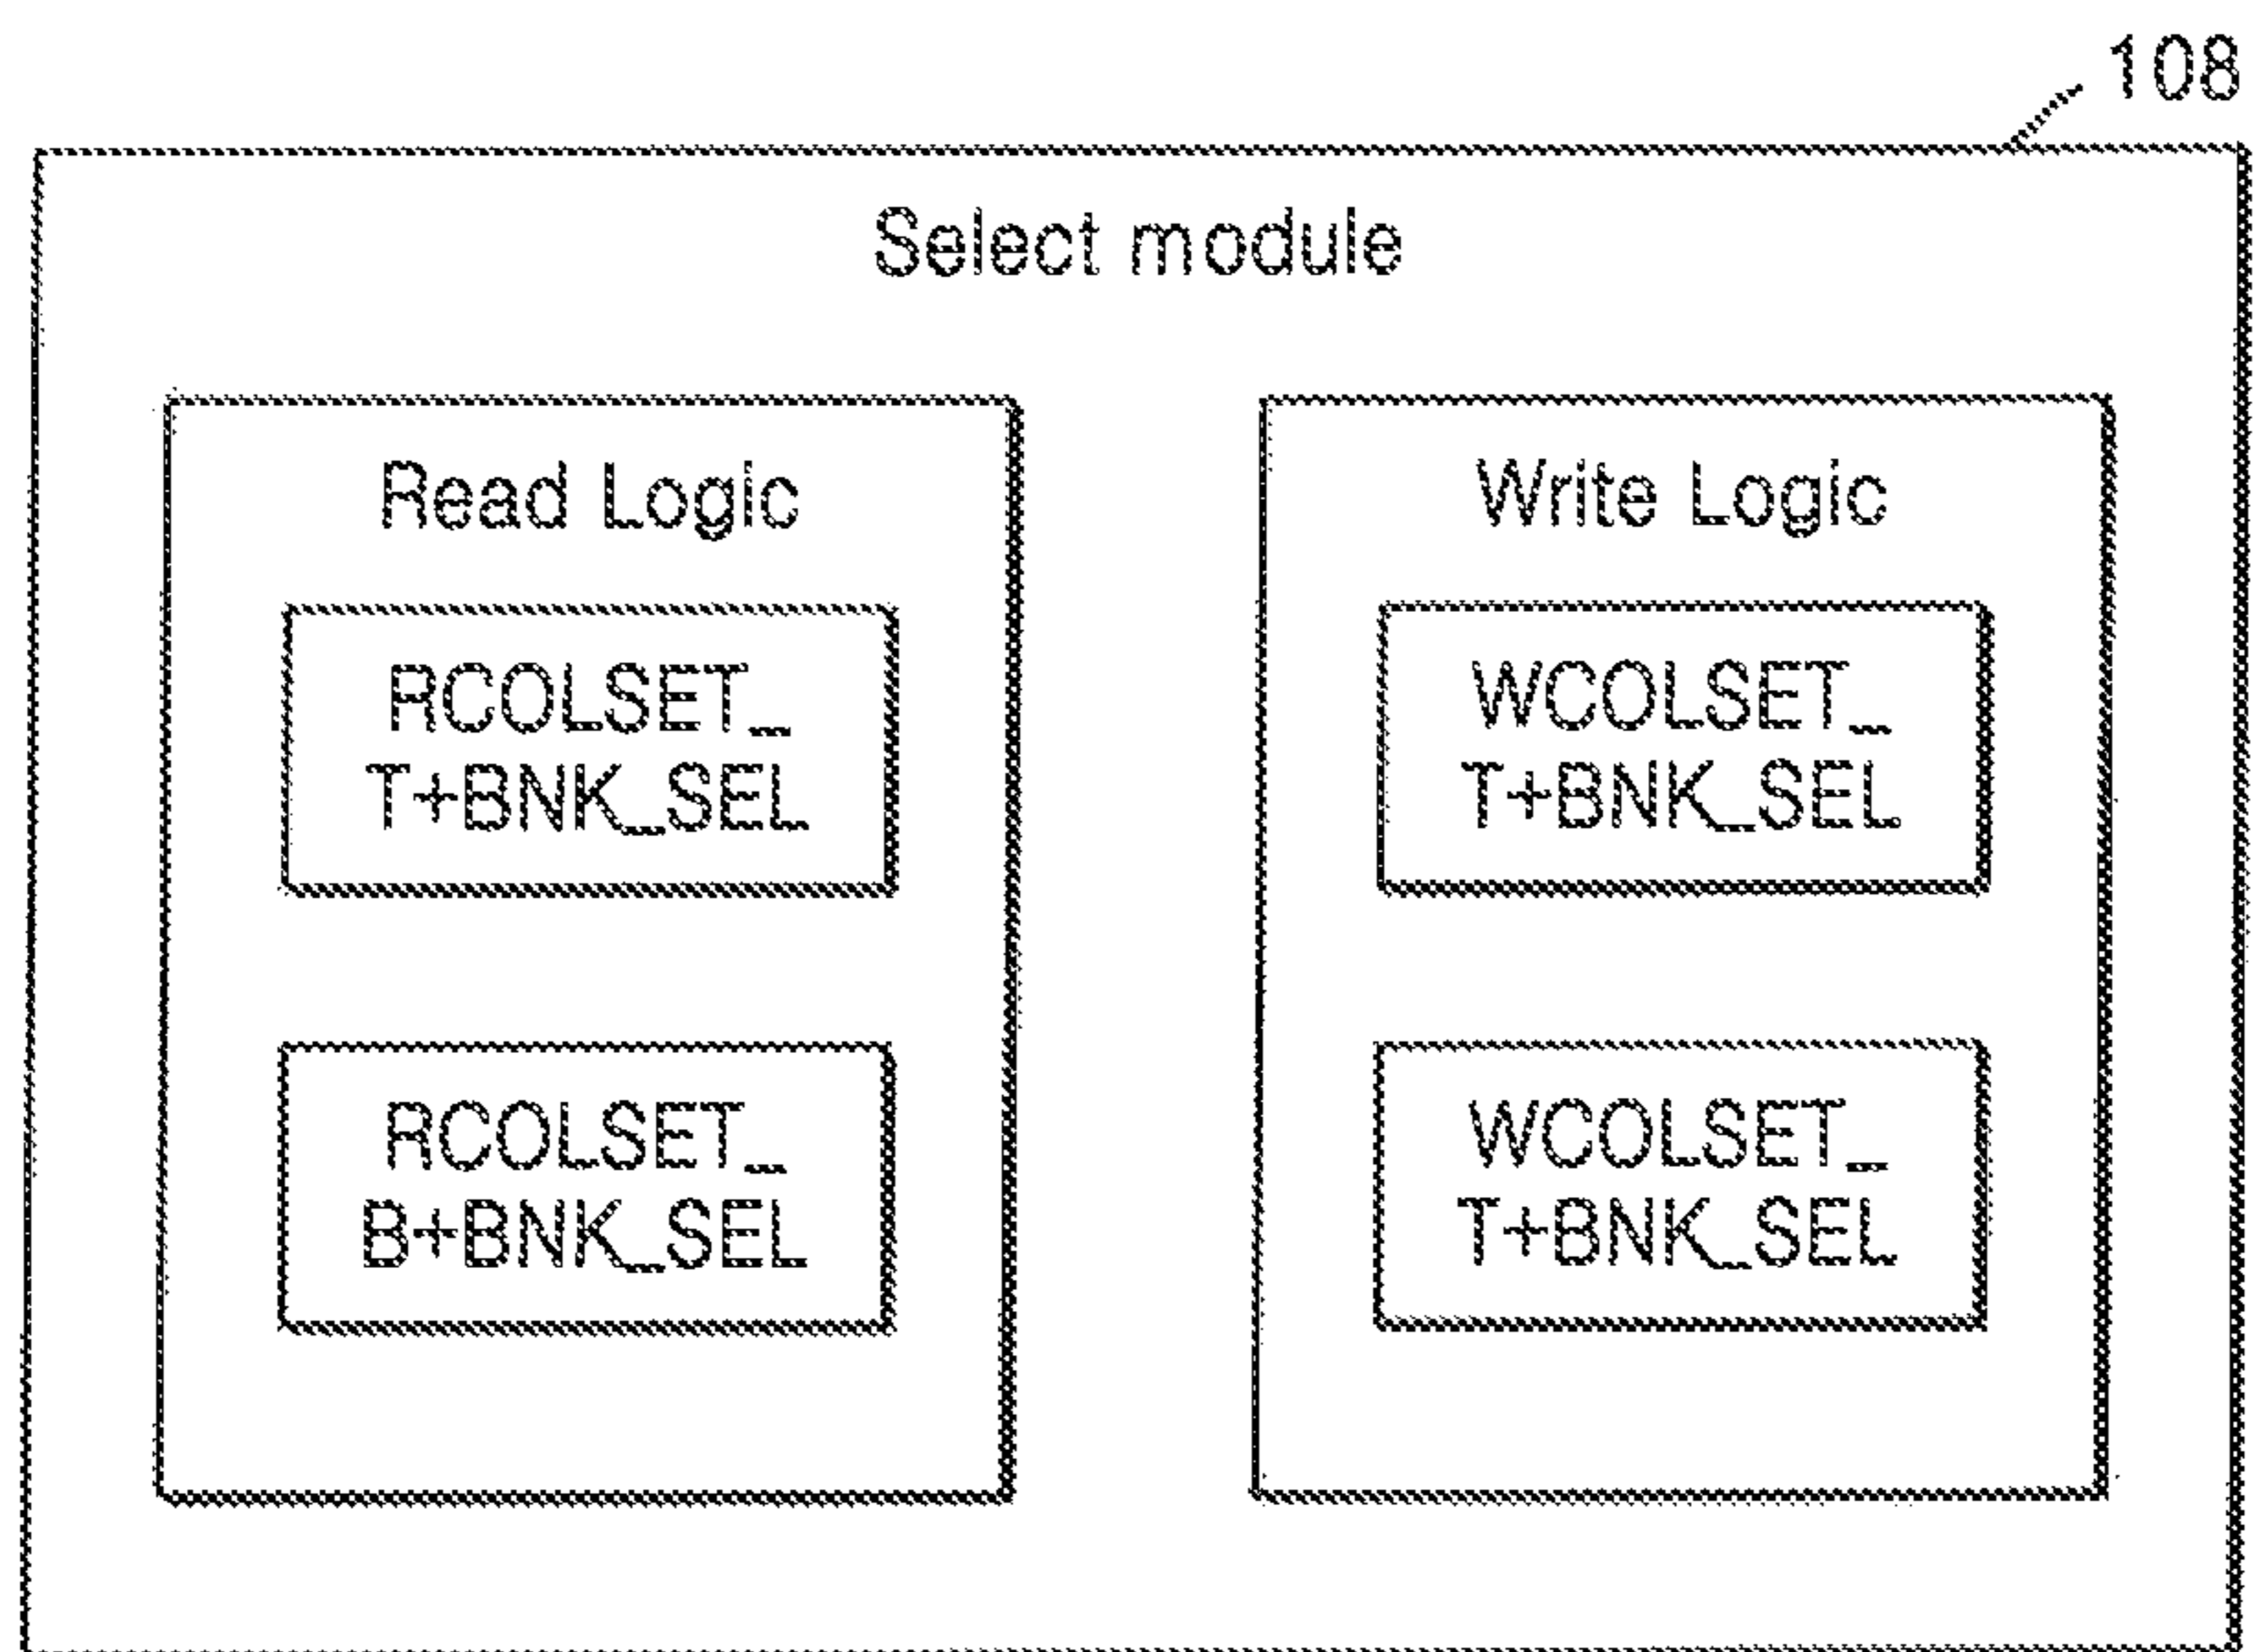 108
Select module
Read Logic
RCOLSET_
T+BNK_SEL
RCOLSET_
B+BNK_SEL
Write Logic
WCOLSET_
T+BNK_SEL
WCOLSET_
T+BNK_SEL